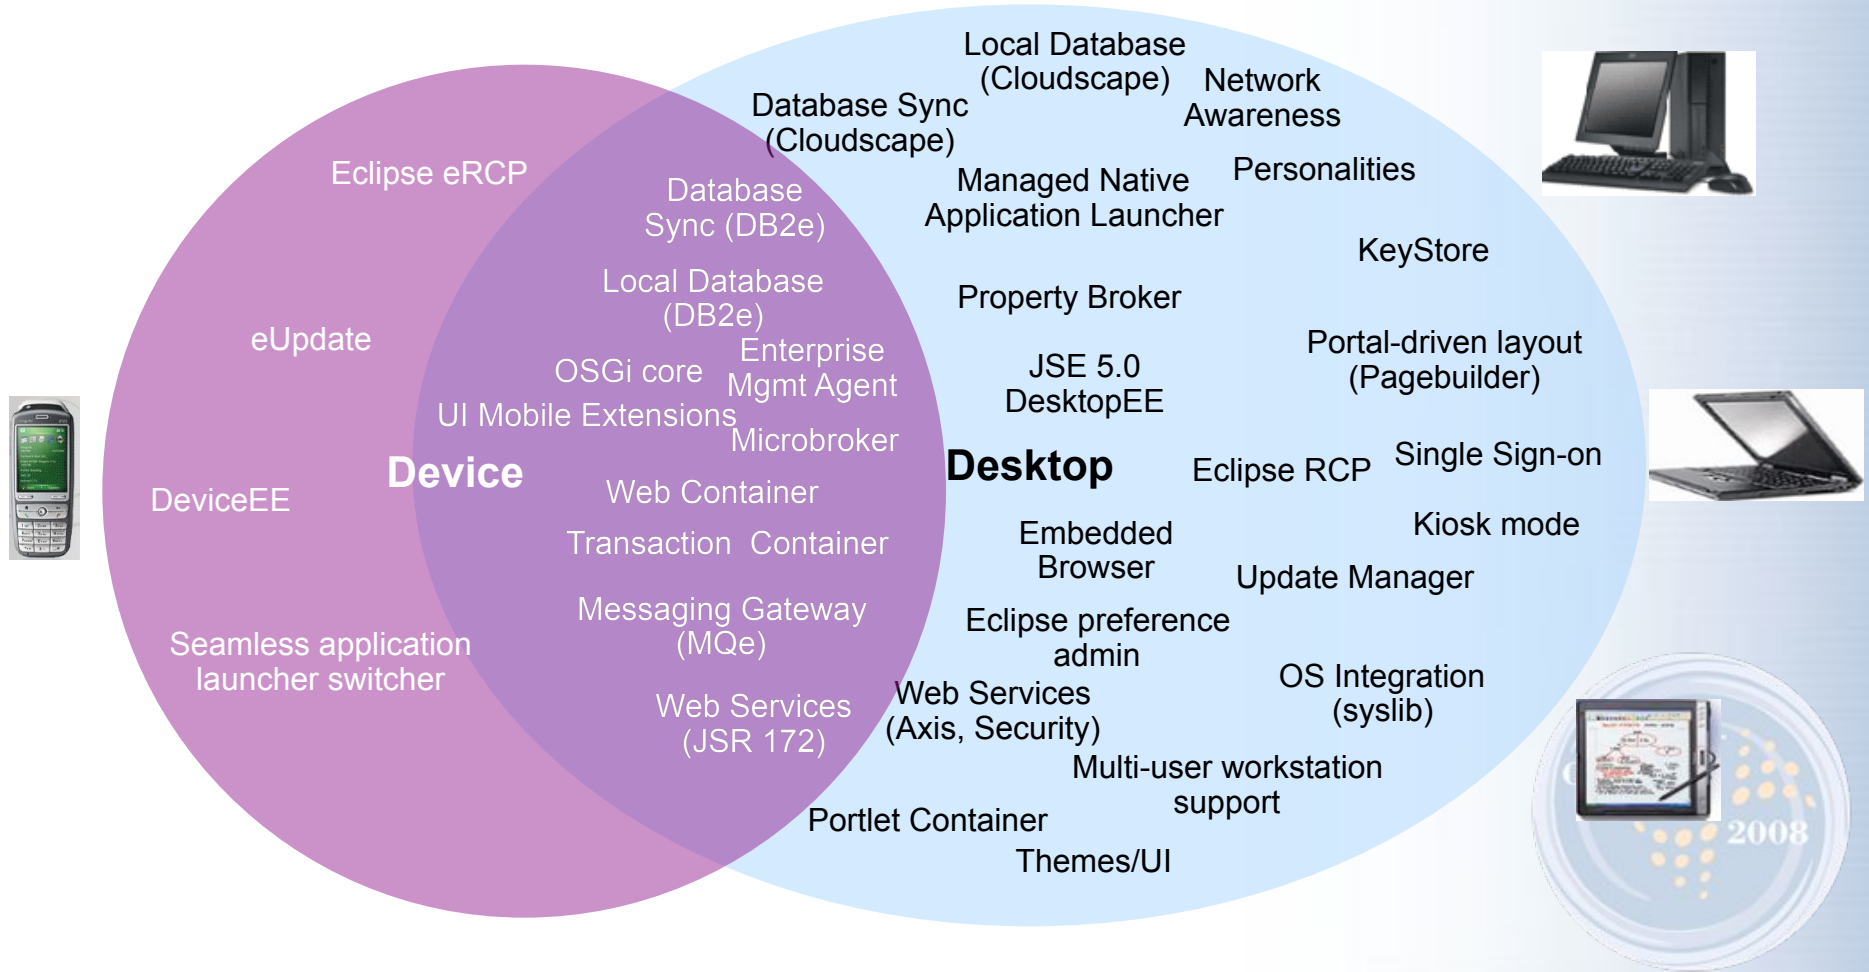 Local Database
(Cloudscape)
Network
Awareness
Database Sync
(Cloudscape)
Eclipse eRCP
Database
Sync (DB2e)
Managed Native
Application Launcher
Personalities
KeyStore
Local Database
(DB2e)
Property Broker
eUpdate
OSGi core
Enterprise
Mgmt Agent
JSE 5.0
DesktopEE
Portal-driven layout
(Pagebuilder)
UI Mobile Extensions
Microbroker
Device
Desktop
Eclipse RCP
Single Sign-on
DeviceEE
Web Container
Kiosk mode
Transaction Container
Embedded
Browser
Update Manager
Messaging Gateway
(MQe)
Eclipse preference
admin
Seamless application
launcher switcher
OS Integration
(syslib)
Web Services
(JSR 172)
Web Services
(Axis, Security)
Multi-user workstation
support
Portlet Container
Themes/UI
2008